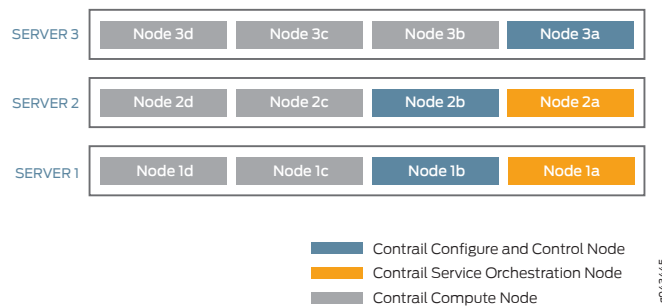 SERVER 3 Node 3d Node 3c Node 3b Node 3a
SERVER 2 Node 2d Node 2c Node 2b Node 2a
SERVER 1 Node 1d Node 1c Node 1b Node 1a
Contrail Configure and Control Node
Contrail Service Orchestration Node
Contrail Compute Node